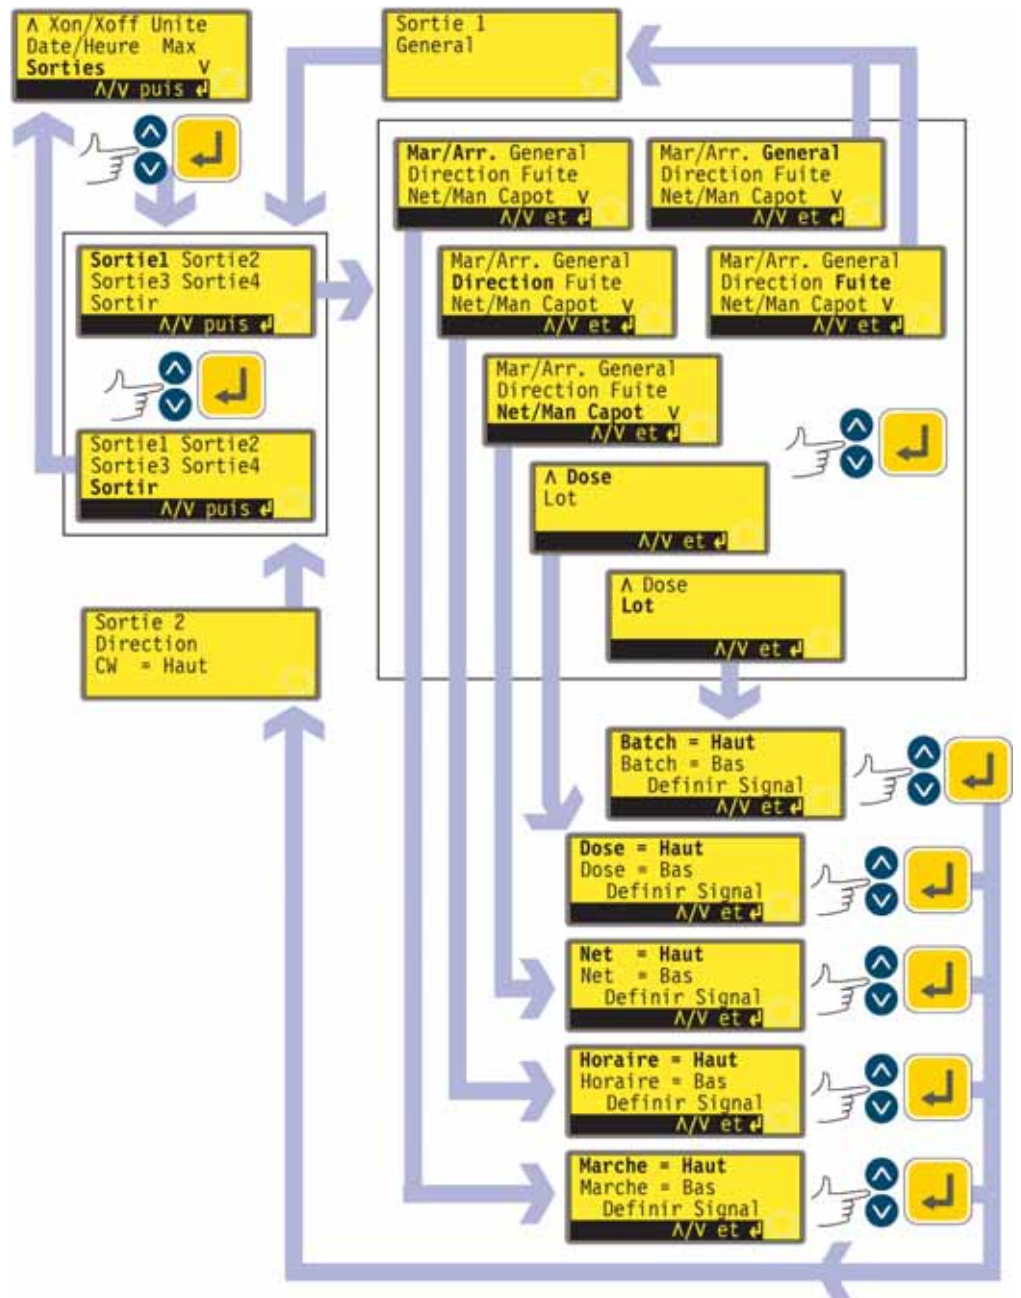 Λ Xon/Xoff Unite
Date/Heure Max
Sorties V
Λ/V puis ↲
Sortie 1
General
Mar/Arr. General
Direction Fuite
Net/Man Capot V
Λ/V et ↲
Mar/Arr. General
Direction Fuite
Net/Man Capot V
Λ/V et ↲
Sortie1 Sortie2
Sortie3 Sortie4
Sortir
Λ/V puis ↲
Mar/Arr. General
Direction Fuite
Net/Man Capot V
Λ/V et ↲
Mar/Arr. General
Direction Fuite
Net/Man Capot V
Λ/V et ↲
Mar/Arr. General
Direction Fuite
Net/Man Capot V
Λ/V et ↲
Sortie1 Sortie2
Sortie3 Sortie4
Sortir
Λ/V puis ↲
Λ Dose
Lot
Λ/V et ↲
Λ Dose
Lot
Λ/V et ↲
Sortie 2
Direction
CW = Haut
Batch = Haut
Batch = Bas
Definir Signal
Λ/V et ↲
Dose = Haut
Dose = Bas
Definir Signal
Λ/V et ↲
Net = Haut
Net = Bas
Definir Signal
Λ/V et ↲
Horaire = Haut
Horaire = Bas
Definir Signal
Λ/V et ↲
Marche = Haut
Marche = Bas
Definir Signal
Λ/V et ↲